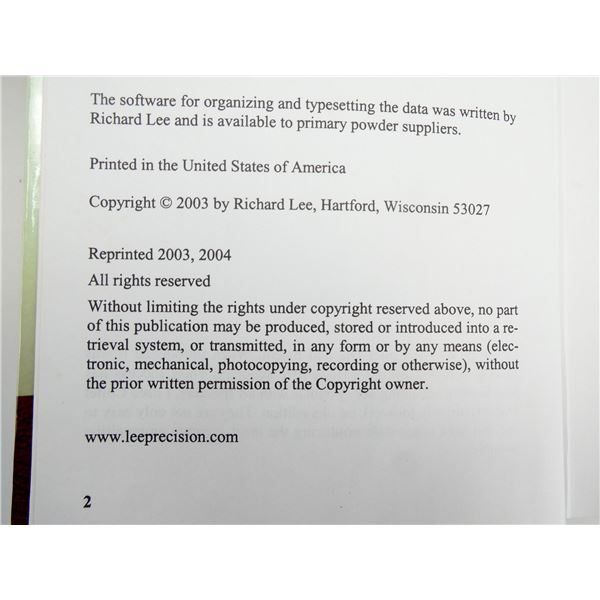 The software for organizing and typesetting the data was written by
Richard Lee and is available to primary powder suppliers.
Printed in the United States of America
Copyright © 2003 by Richard Lee, Hartford, Wisconsin 53027
Reprinted 2003, 2004
All rights reserved
Without limiting the rights under copyright reserved above, no part
of this publication may be produced, stored or introduced into a re-
trieval system, or transmitted, in any form or by any means (elec-
tronic, mechanical, photocopying, recording or otherwise), without
the prior written permission of the Copyright owner.
www.leeprecision.com
2